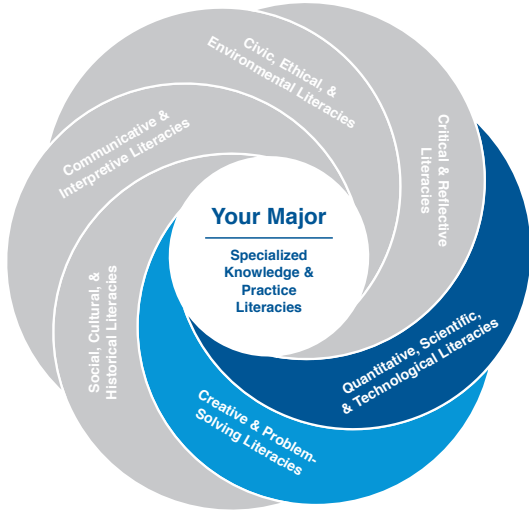 Civic, Ethical, &
Environmental Literacies
Critical & Reflective
Literacies
Communicative &
Interpretive Literacies
Your Major
Specialized
Knowledge &
Practice
Literacies
Social, Cultural, &
Historical Literacies
Quantitative, Scientific,
& Technological Literacies
Creative & Problem-
Solving Literacies